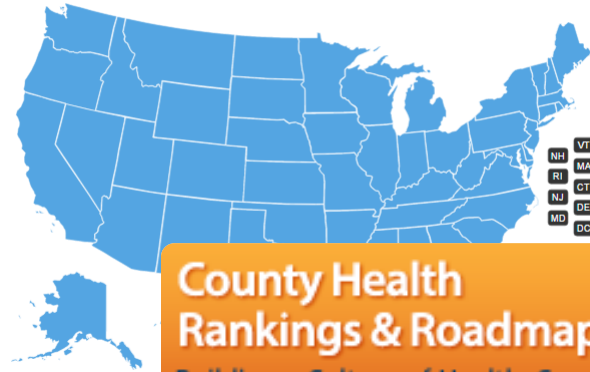 VT
NH
MA
RI
CT
NJ
DE
MD
DC
County Health
Rankings & Roadmap